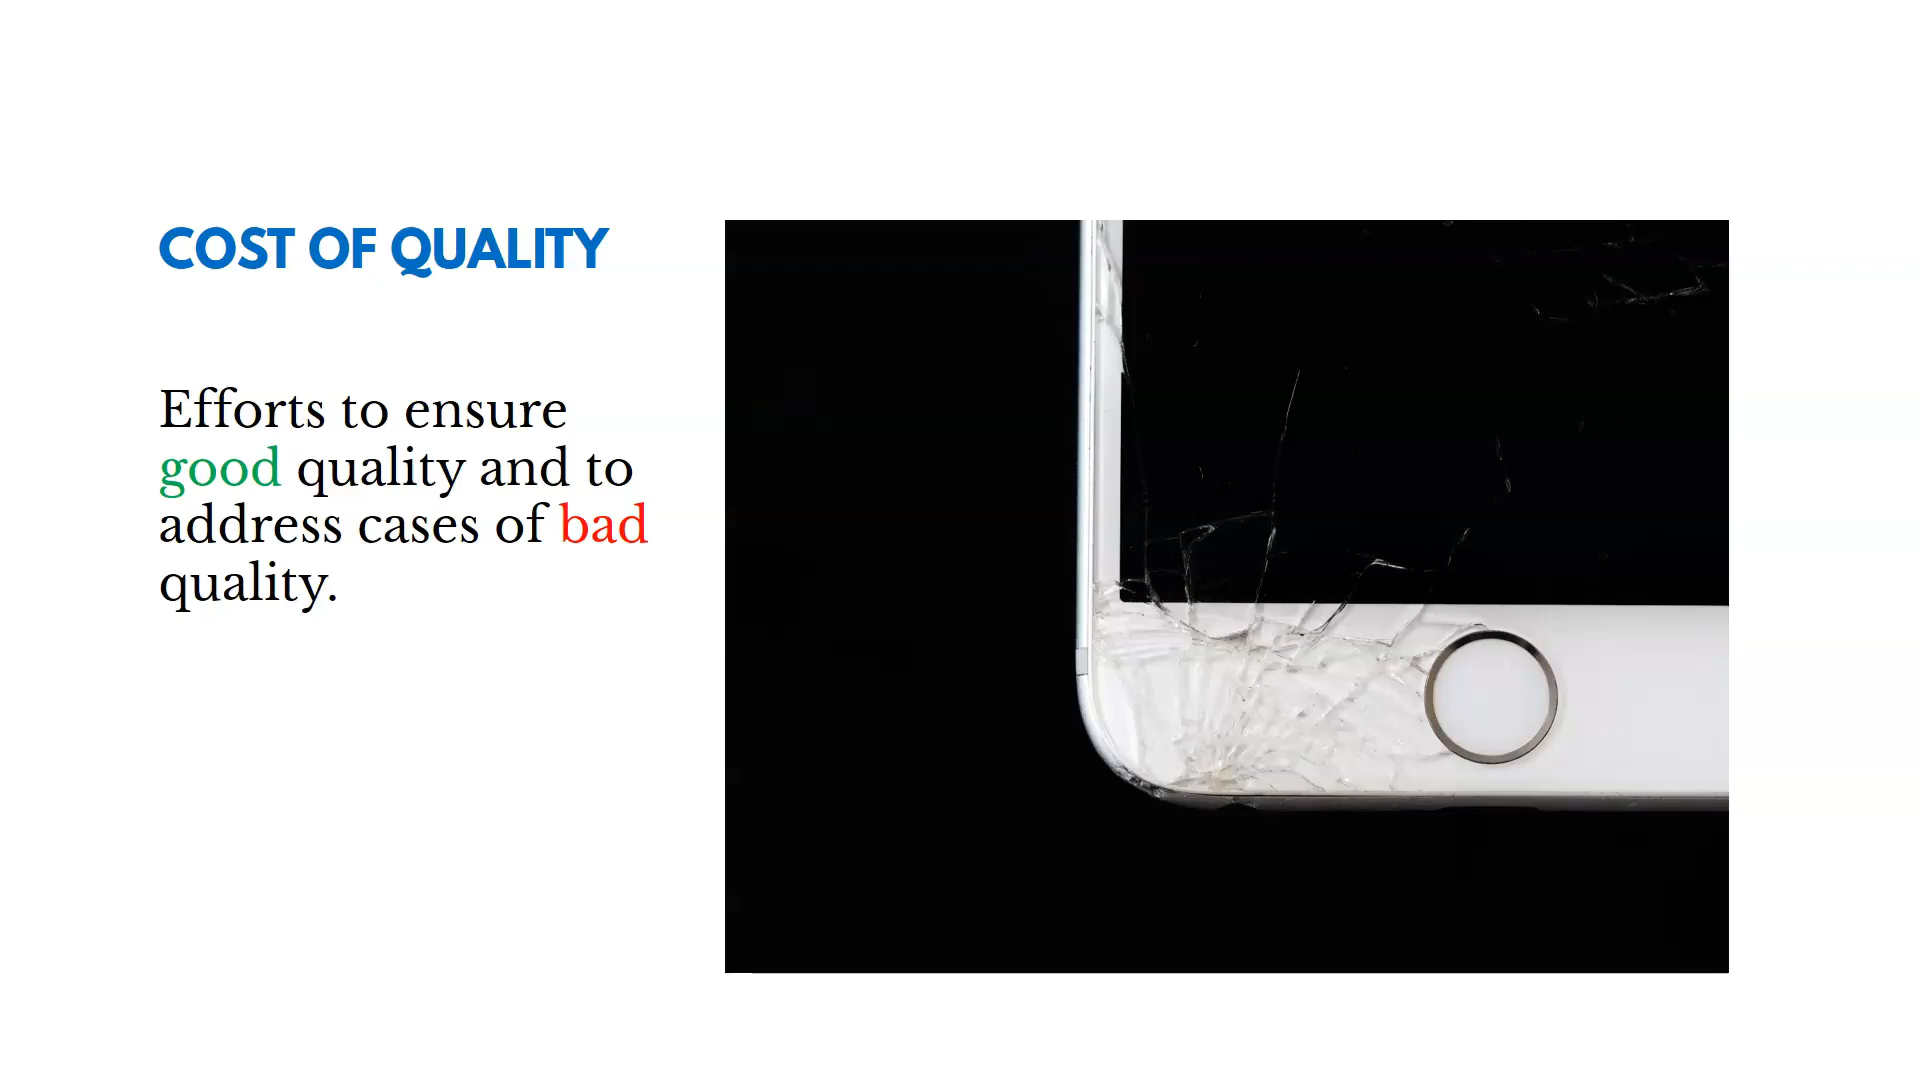 COST OF QUALITY
Efforts to ensure
good quality and to
address cases of bad
quality.